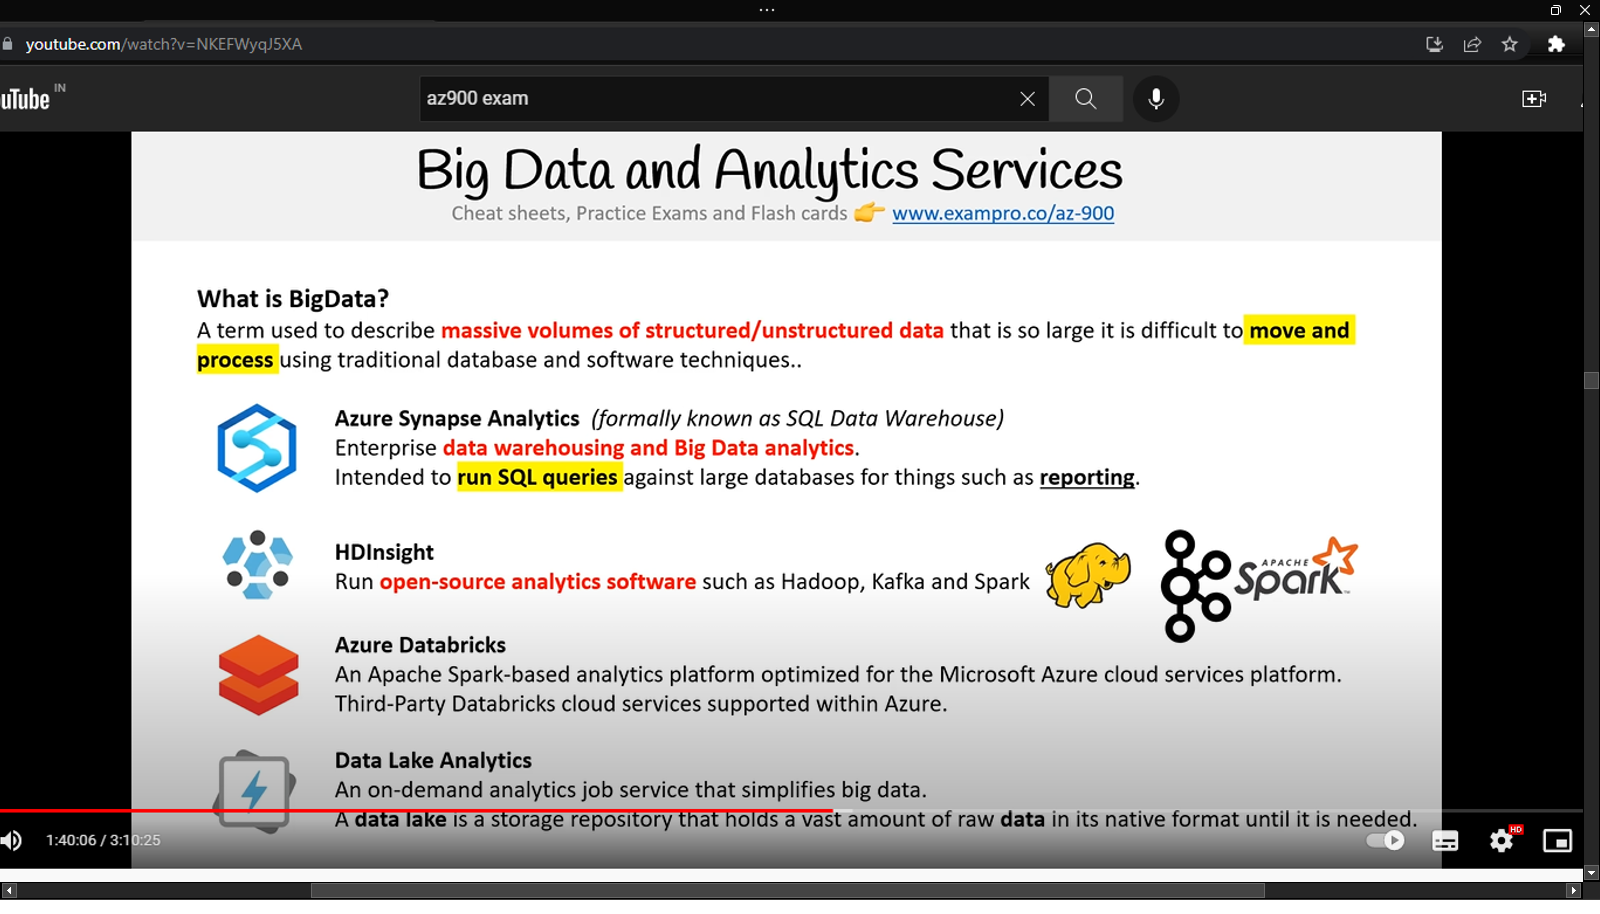 ...
youtube.com/watch?v=NKEFWyqJ5XA
uTube IN
az900 exam
Big Data and Analytics Services
Cheat sheets, Practice Exams and Flash cards 👉 www.exampro.co/az-900
What is BigData?
A term used to describe massive volumes of structured/unstructured data that is so large it is difficult to move and
process using traditional database and software techniques..
Azure Synapse Analytics (formally known as SQL Data Warehouse)
Enterprise data warehousing and Big Data analytics.
Intended to run SQL queries against large databases for things such as reporting.
HDInsight
Run open-source analytics software such as Hadoop, Kafka and Spark
APACHE
Spark™
Azure Databricks
An Apache Spark-based analytics platform optimized for the Microsoft Azure cloud services platform.
Third-Party Databricks cloud services supported within Azure.
Data Lake Analytics
An on-demand analytics job service that simplifies big data.
A data lake is a storage repository that holds a vast amount of raw data in its native format until it is needed.
1:40:06 / 3:10:25
HD